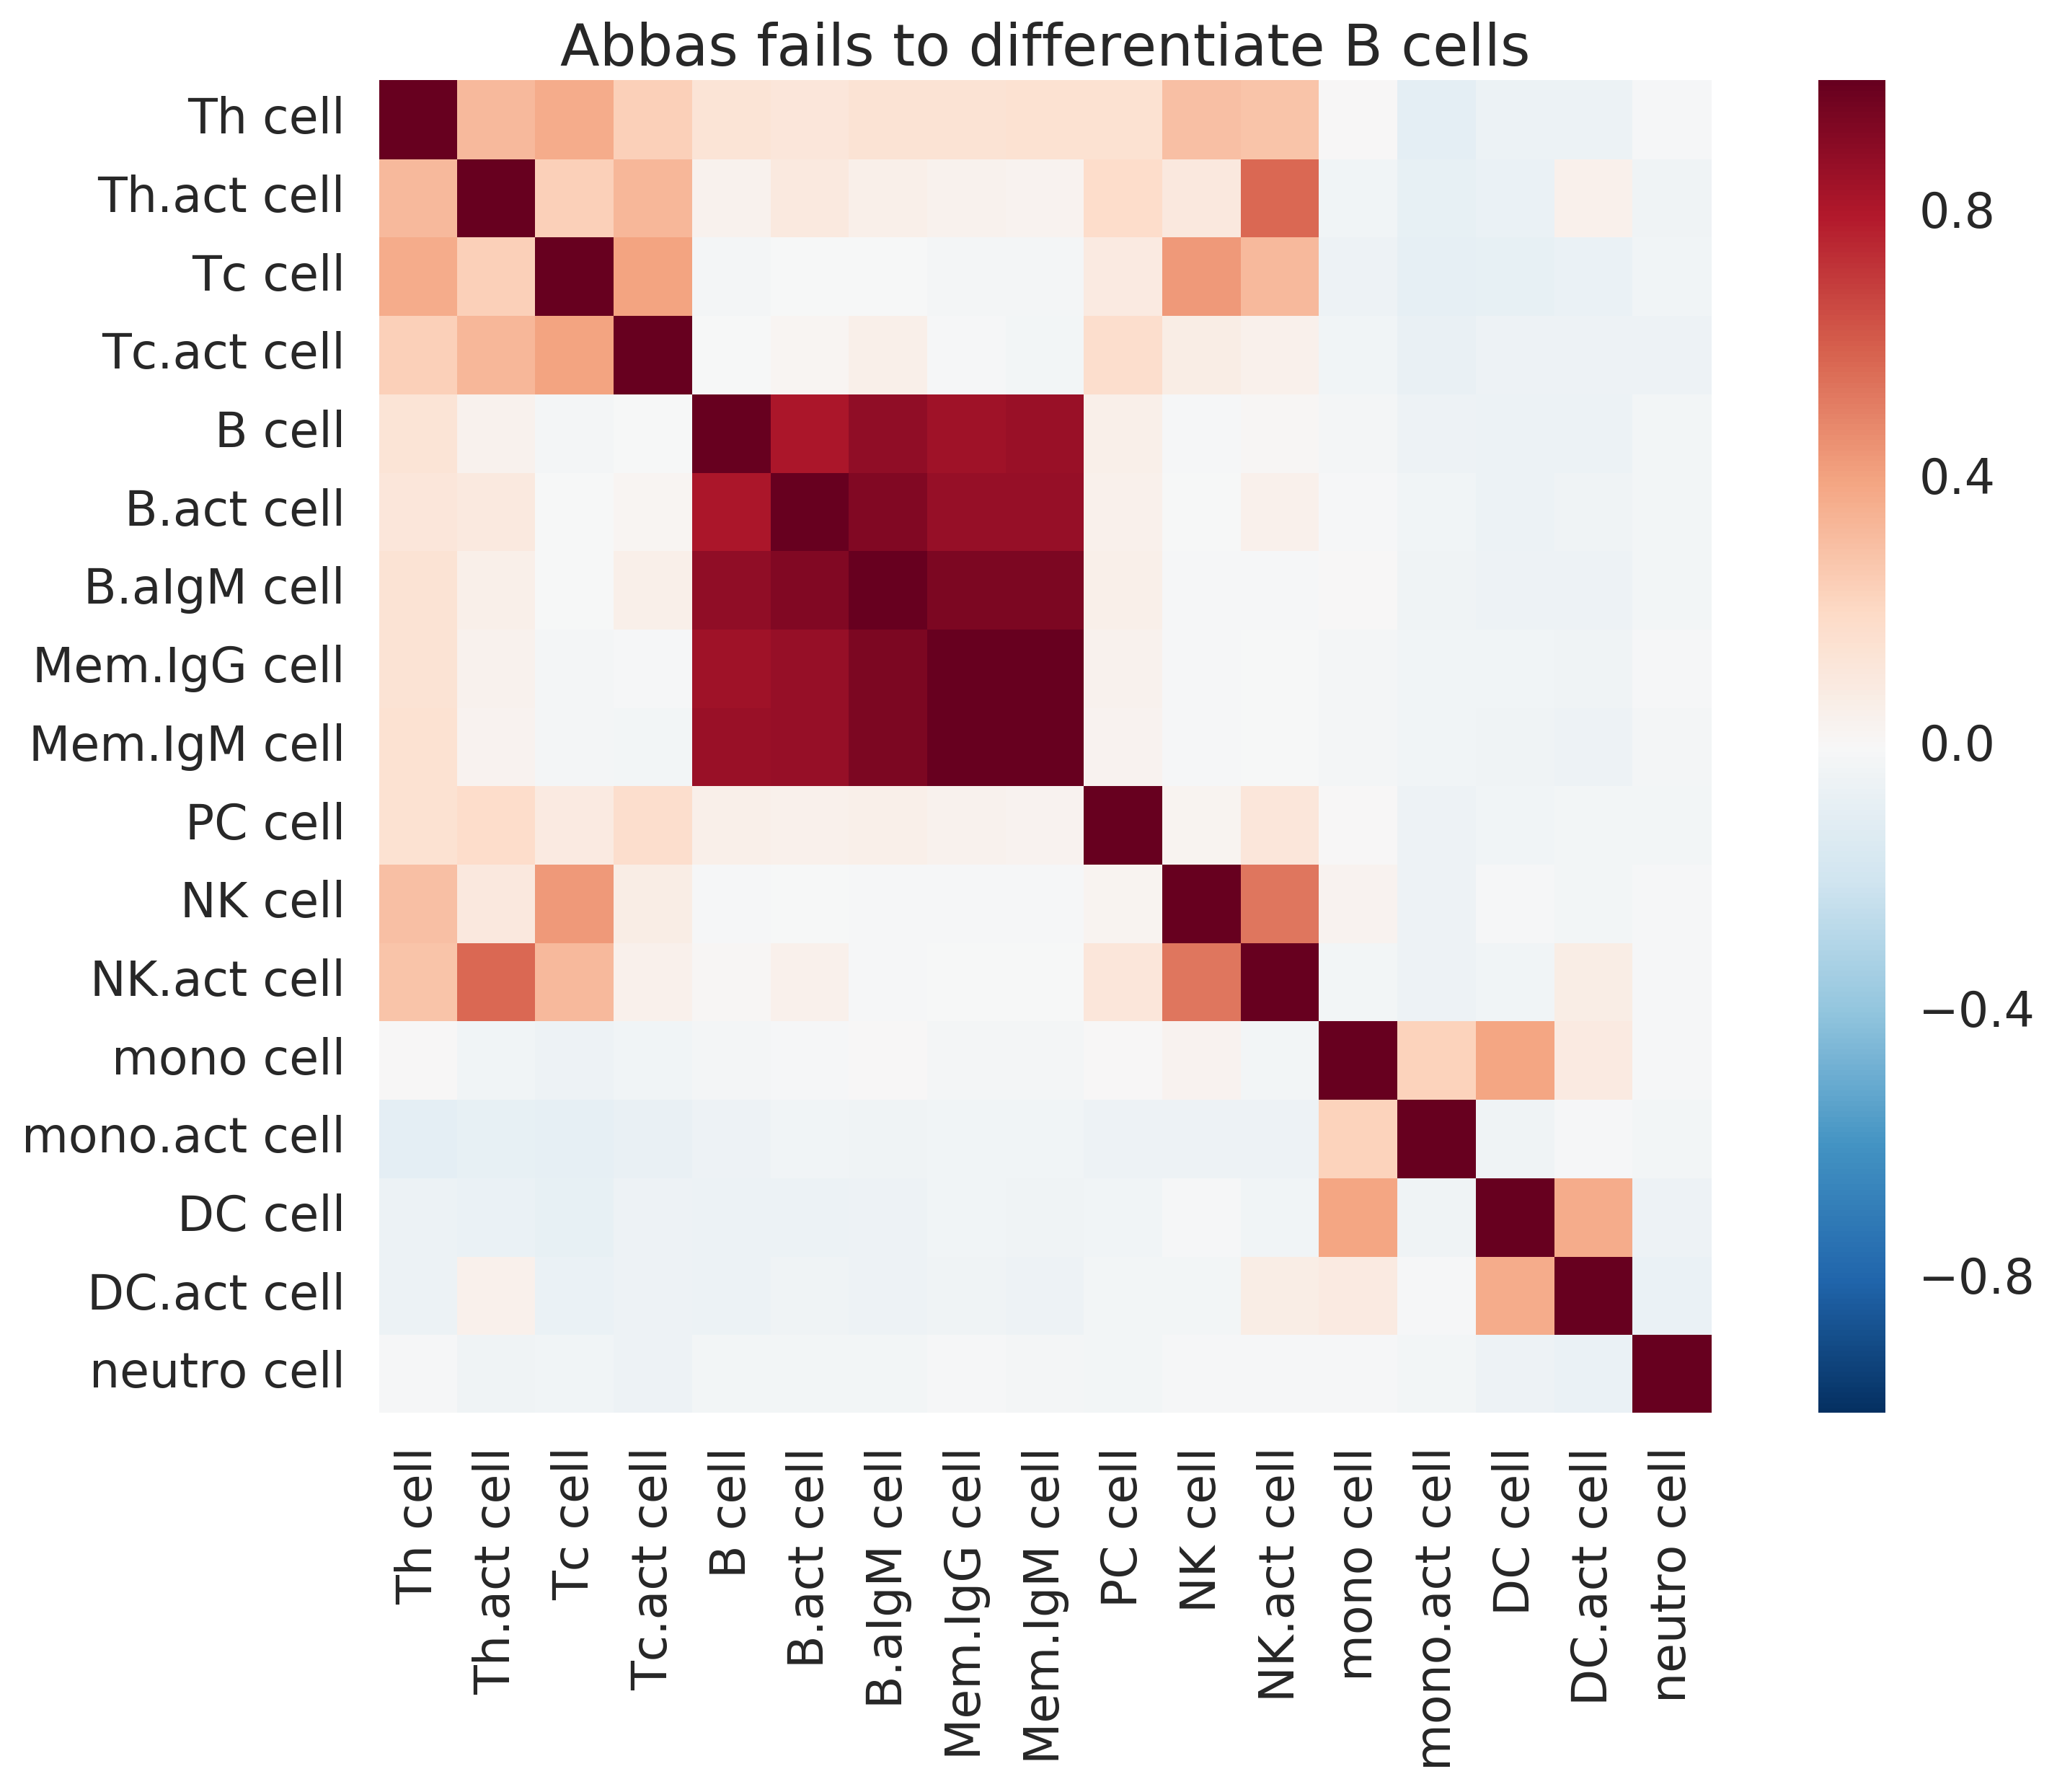 Abbas fails to differentiate B cells
Th cell
Th.act cell
Tc cell
Tc.act cell
B cell
B.act cell
B.aIgM cell
Mem.IgG cell
Mem.IgM cell
PC cell
NK cell
NK.act cell
mono cell
mono.act cell
DC cell
DC.act cell
neutro cell
Th cell
Th.act cell
Tc cell
Tc.act cell
B cell
B.act cell
B.aIgM cell
Mem.IgG cell
Mem.IgM cell
PC cell
NK cell
NK.act cell
mono cell
mono.act cell
DC cell
DC.act cell
neutro cell
0.8
0.4
0.0
−0.4
−0.8